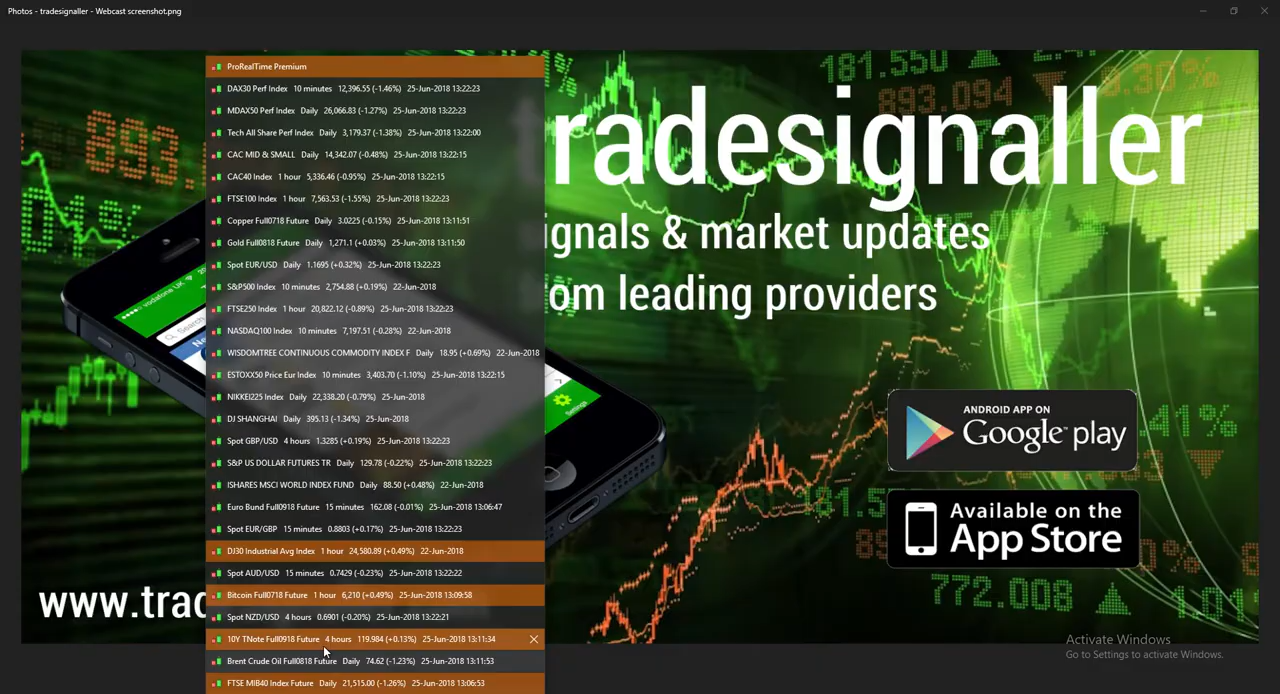 Photos - tradesignaller - Webcast screenshot.png
ProRealTime Premium
DAX30 Perf Index 10 minutes 12,396.55 (-1.46%) 25-Jun-2018 13:22:23
MDAX50 Perf Index Daily 26,066.83 (-1.27%) 25-Jun-2018 13:22:23
Tech All Share Perf Index Daily 3,179.37 (-1.38%) 25-Jun-2018 13:22:00
CAC MID & SMALL Daily 14,342.07 (-0.48%) 25-Jun-2018 13:22:15
CAC40 Index 1 hour 5,336.46 (-0.95%) 25-Jun-2018 13:22:15
FTSE100 Index 1 hour 7,563.53 (-1.55%) 25-Jun-2018 13:22:23
Copper Full0718 Future Daily 3.0225 (-0.15%) 25-Jun-2018 13:11:51
Gold Full0818 Future Daily 1,271.1 (+0.03%) 25-Jun-2018 13:11:50
Spot EUR/USD Daily 1.1695 (+0.32%) 25-Jun-2018 13:22:23
S&P500 Index 10 minutes 2,754.88 (+0.19%) 22-Jun-2018
FTSE250 Index 1 hour 20,822.12 (-0.89%) 25-Jun-2018 13:22:23
NASDAQ100 Index 10 minutes 7,197.51 (-0.28%) 22-Jun-2018
WISDOMTREE CONTINUOUS COMMODITY INDEX F Daily 18.95 (+0.69%) 22-Jun-2018
ESTOXX50 Price Eur Index 10 minutes 3,403.70 (-1.10%) 25-Jun-2018 13:22:15
NIKKEI225 Index Daily 22,338.20 (-0.79%) 25-Jun-2018
DJ SHANGHAI Daily 395.13 (-1.34%) 25-Jun-2018
Spot GBP/USD 4 hours 1.3285 (+0.19%) 25-Jun-2018 13:22:23
S&P US DOLLAR FUTURES TR Daily 129.78 (-0.22%) 25-Jun-2018 13:22:23
ISHARES MSCI WORLD INDEX FUND Daily 88.50 (+0.48%) 22-Jun-2018
Euro Bund Full0918 Future 15 minutes 162.08 (-0.01%) 25-Jun-2018 13:06:47
Spot EUR/GBP 15 minutes 0.8803 (+0.17%) 25-Jun-2018 13:22:23
DJ30 Industrial Avg Index 1 hour 24,580.89 (+0.49%) 22-Jun-2018
Spot AUD/USD 15 minutes 0.7429 (-0.23%) 25-Jun-2018 13:22:22
Bitcoin Full0718 Future 1 hour 6,210 (+0.49%) 25-Jun-2018 13:09:58
Spot NZD/USD 4 hours 0.6901 (-0.20%) 25-Jun-2018 13:22:21
10Y TNote Full0918 Future 4 hours 119.984 (+0.13%) 25-Jun-2018 13:11:34
Brent Crude Oil Full0818 Future Daily 74.62 (-1.23%) 25-Jun-2018 13:11:53
FTSE MIB40 Index Future Daily 21,515.00 (-1.26%) 25-Jun-2018 13:06:53
radesignaller
ignals & market updates
om leading providers
181.550
893.094
ANDROID APP ON
Google play
Available on the
App Store
772.008
893
Settings
vodafone UK
Search
www.trad
Activate Windows
Go to Settings to activate Windows.